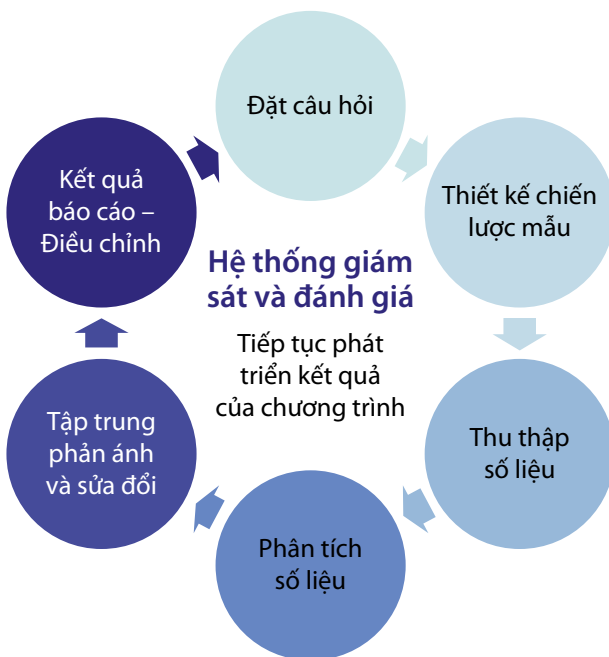 Đặt câu hỏi
Thiết kế chiến
lược mẫu
Thu thập
số liệu
Phân tích
số liệu
Tập trung
phản ánh
và sửa đổi
Kết quả
báo cáo –
Điều chỉnh
Hệ thống giám
sát và đánh giá
Tiếp tục phát
triển kết quả
của chương trình